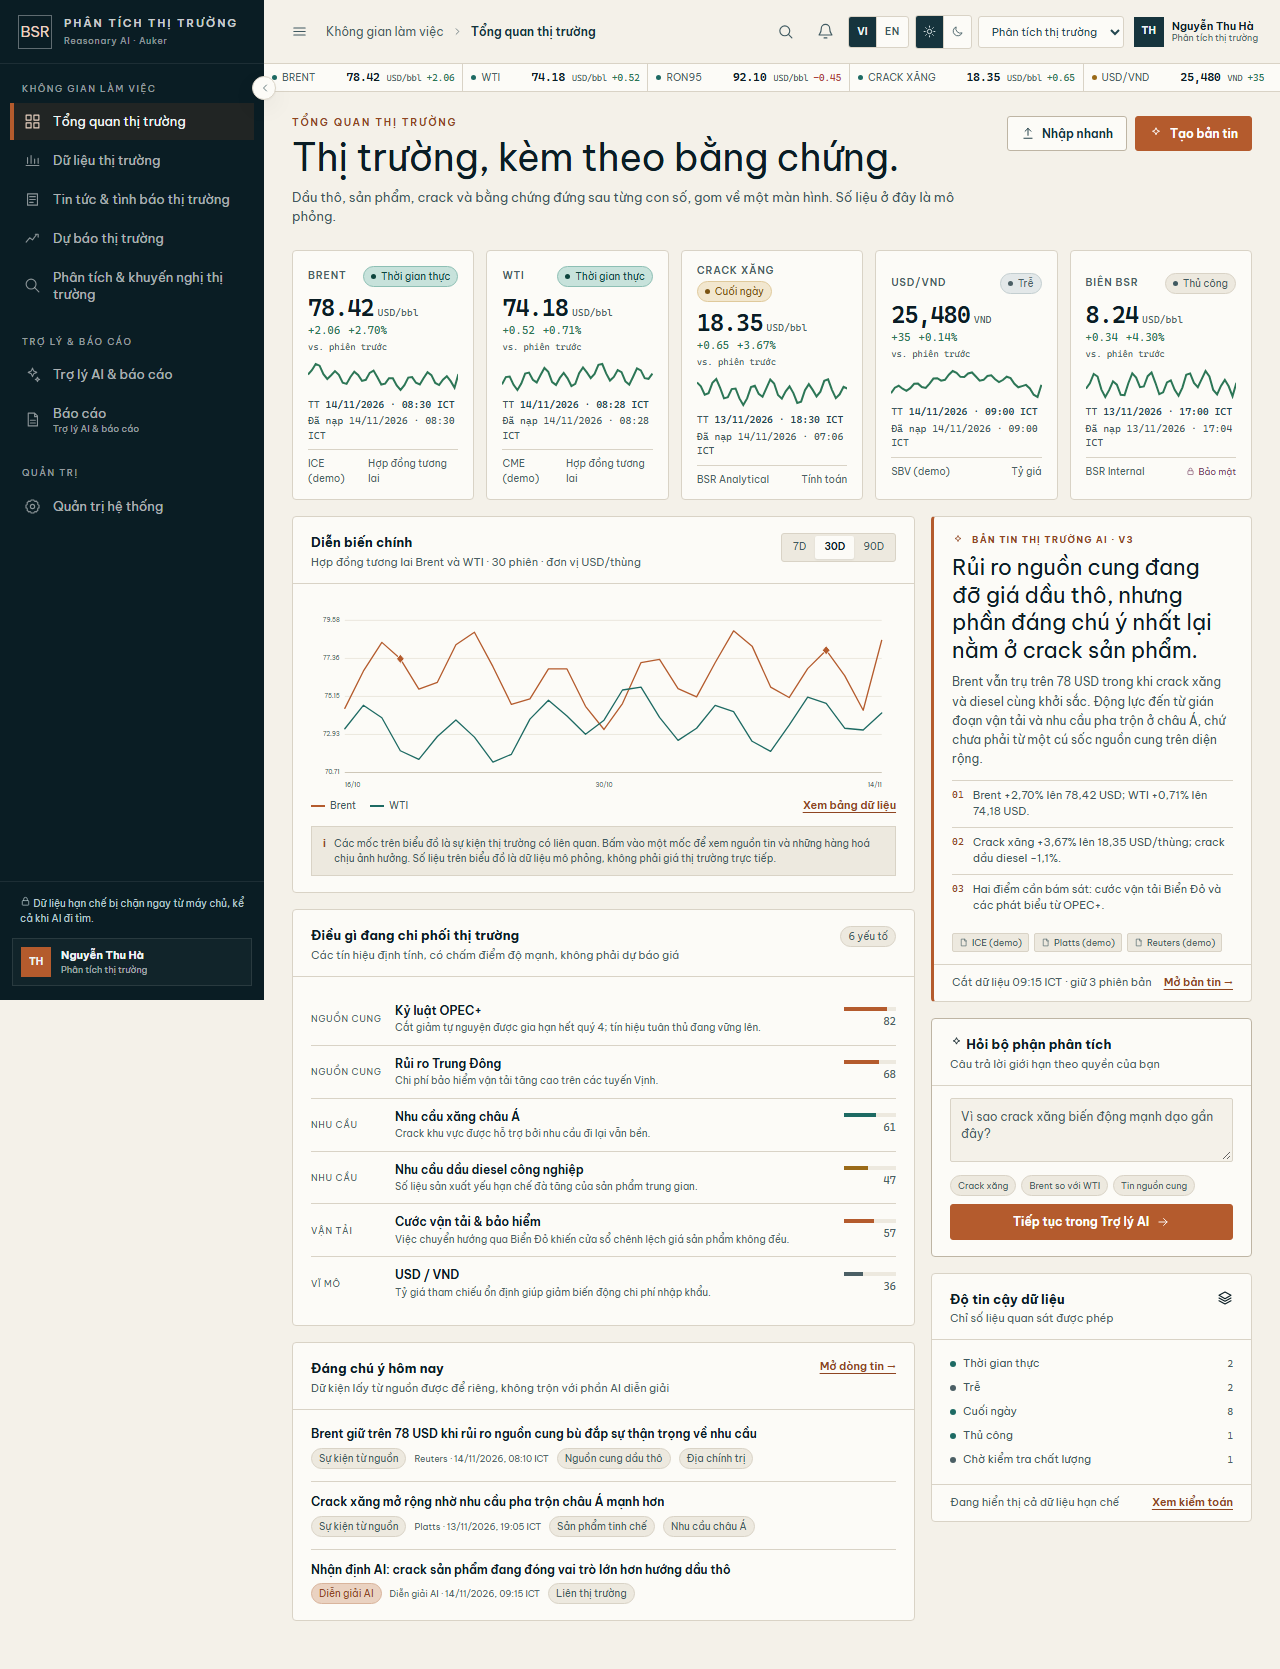 BSR
PHÂN TÍCH THỊ TRƯỜNG
Reasonary AI · Auker
KHÔNG GIAN LÀM VIỆC
Tổng quan thị trường
Dữ liệu thị trường
Tin tức & tình báo thị trường
Dự báo thị trường
Phân tích & khuyến nghị thị
trường
TRỢ LÝ & BÁO CÁO
Trợ lý AI & báo cáo
Báo cáo
Trợ lý AI & báo cáo
QUẢN TRỊ
Quản trị hệ thống
Dữ liệu hạn chế bị chặn ngay từ máy chủ, kể
cả khi AI đi tìm.
TH
Nguyễn Thu Hà
Phân tích thị trường
Không gian làm việc
Tổng quan thị trường
VI EN
Phân tích thị trường
TH
Nguyễn Thu Hà
Phân tích thị trường
BRENT 78.42 USD/bbl +2.06
WTI 74.18 USD/bbl +0.52
RON95 92.10 USD/bbl −0.45
CRACK XĂNG 18.35 USD/bbl +0.65
USD/VND 25,480 VND +35
TỔNG QUAN THỊ TRƯỜNG
Thị trường, kèm theo bằng chứng.
Dầu thô, sản phẩm, crack và bằng chứng đứng sau từng con số, gom về một màn hình. Số liệu ở đây là mô
phỏng.
Nhập nhanh
Tạo bản tin
BRENT
Thời gian thực
78.42 USD/bbl
+2.06 +2.70%
vs. phiên trước
TT 14/11/2026 · 08:30 ICT
Đã nạp 14/11/2026 · 08:30
ICT
ICE
(demo)
Hợp đồng tương
lai
WTI
Thời gian thực
74.18 USD/bbl
+0.52 +0.71%
vs. phiên trước
TT 14/11/2026 · 08:28 ICT
Đã nạp 14/11/2026 · 08:28
ICT
CME
(demo)
Hợp đồng tương
lai
CRACK XĂNG
Cuối ngày
18.35 USD/bbl
+0.65 +3.67%
vs. phiên trước
TT 13/11/2026 · 18:30 ICT
Đã nạp 14/11/2026 · 07:06
ICT
BSR Analytical
Tính toán
USD/VND
Trễ
25,480 VND
+35 +0.14%
vs. phiên trước
TT 14/11/2026 · 09:00 ICT
Đã nạp 14/11/2026 · 09:00
ICT
SBV (demo)
Tỷ giá
BIÊN BSR
Thủ công
8.24 USD/bbl
+0.34 +4.30%
vs. phiên trước
TT 13/11/2026 · 17:00 ICT
Đã nạp 13/11/2026 · 17:04
ICT
BSR Internal
Bảo mật
Diễn biến chính
Hợp đồng tương lai Brent và WTI · 30 phiên · đơn vị USD/thùng
7D 30D 90D
79.58
77.36
75.15
72.93
70.71
16/10 30/10 14/11
Brent WTI
Xem bảng dữ liệu
i Các mốc trên biểu đồ là sự kiện thị trường có liên quan. Bấm vào một mốc để xem nguồn tin và những hàng hoá
chịu ảnh hưởng. Số liệu trên biểu đồ là dữ liệu mô phỏng, không phải giá thị trường trực tiếp.
Điều gì đang chi phối thị trường
Các tín hiệu định tính, có chấm điểm độ mạnh, không phải dự báo giá
6 yếu tố
NGUỒN CUNG
Kỷ luật OPEC+
Cắt giảm tự nguyện được gia hạn hết quý 4; tín hiệu tuân thủ đang vững lên.
82
NGUỒN CUNG
Rủi ro Trung Đông
Chi phí bảo hiểm vận tải tăng cao trên các tuyến Vịnh.
68
NHU CẦU
Nhu cầu xăng châu Á
Crack khu vực được hỗ trợ bởi nhu cầu đi lại vẫn bền.
61
NHU CẦU
Nhu cầu dầu diesel công nghiệp
Số liệu sản xuất yếu hạn chế đà tăng của sản phẩm trung gian.
47
VẬN TẢI
Cước vận tải & bảo hiểm
Việc chuyển hướng qua Biển Đỏ khiến cửa sổ chênh lệch giá sản phẩm không đều.
57
VĨ MÔ
USD / VND
Tỷ giá tham chiếu ổn định giúp giảm biến động chi phí nhập khẩu.
36
Đáng chú ý hôm nay
Dữ kiện lấy từ nguồn được để riêng, không trộn với phần AI diễn giải
Mở dòng tin →
Brent giữ trên 78 USD khi rủi ro nguồn cung bù đắp sự thận trọng về nhu cầu
Sự kiện từ nguồn Reuters · 14/11/2026, 08:10 ICT Nguồn cung dầu thô Địa chính trị
Crack xăng mở rộng nhờ nhu cầu pha trộn châu Á mạnh hơn
Sự kiện từ nguồn Platts · 13/11/2026, 19:05 ICT Sản phẩm tinh chế Nhu cầu châu Á
Nhận định AI: crack sản phẩm đang đóng vai trò lớn hơn hướng dầu thô
Diễn giải AI Diễn giải AI · 14/11/2026, 09:15 ICT Liên thị trường
BẢN TIN THỊ TRƯỜNG AI · V3
Rủi ro nguồn cung đang
đỡ giá dầu thô, nhưng
phần đáng chú ý nhất lại
nằm ở crack sản phẩm.
Brent vẫn trụ trên 78 USD trong khi crack xăng
và diesel cùng khởi sắc. Động lực đến từ gián
đoạn vận tải và nhu cầu pha trộn ở châu Á, chứ
chưa phải từ một cú sốc nguồn cung trên diện
rộng.
01 Brent +2,70% lên 78,42 USD; WTI +0,71% lên
74,18 USD.
02 Crack xăng +3,67% lên 18,35 USD/thùng; crack
dầu diesel −1,1%.
03 Hai điểm cần bám sát: cước vận tải Biển Đỏ và
các phát biểu từ OPEC+.
ICE (demo) Platts (demo) Reuters (demo)
Cắt dữ liệu 09:15 ICT · giữ 3 phiên bản
Mở bản tin →
Hỏi bộ phận phân tích
Câu trả lời giới hạn theo quyền của bạn
Vì sao crack xăng biến động mạnh dạo gần
đây?
Crack xăng Brent so với WTI Tin nguồn cung
Tiếp tục trong Trợ lý AI →
Độ tin cậy dữ liệu
Chỉ số liệu quan sát được phép
Thời gian thực 2
Trễ 2
Cuối ngày 8
Thủ công 1
Chờ kiểm tra chất lượng 1
Đang hiển thị cả dữ liệu hạn chế
Xem kiểm toán